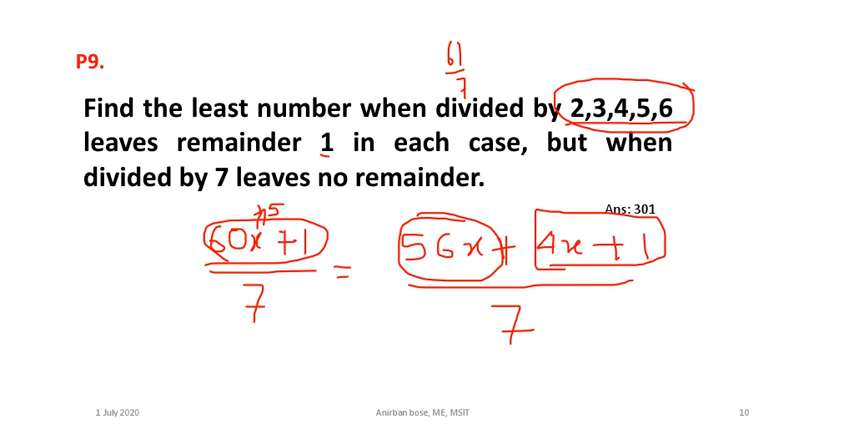 P9.
61
7
Find the least number when divided by 2,3,4,5,6
leaves remainder 1 in each case, but when
divided by 7 leaves no remainder.
Ans: 301
60x +1 = 56x + 4x + 1
7 7
1 July 2020 Anirban bose, ME, MSIT 10